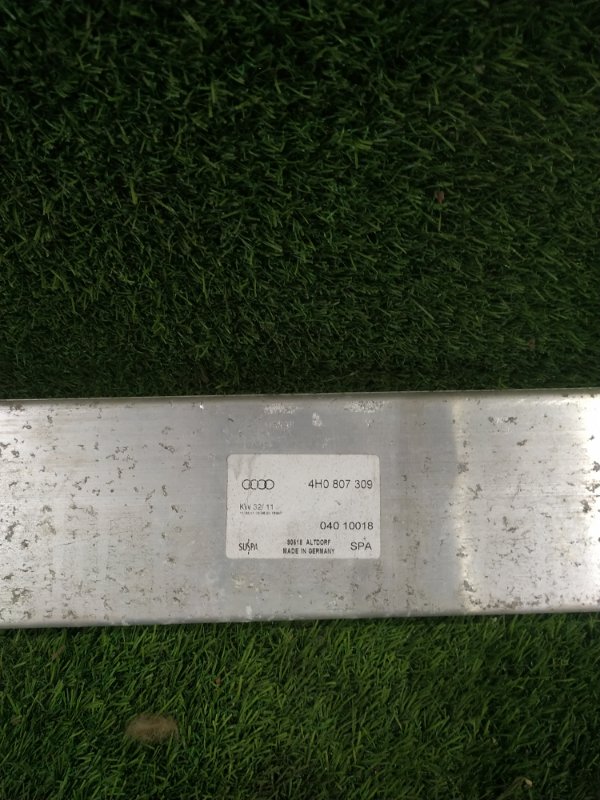 4H0 807 309
KW 32/ 11
040 10018
SUSPA
90518 ALTDORF
MADE IN GERMANY
SPA